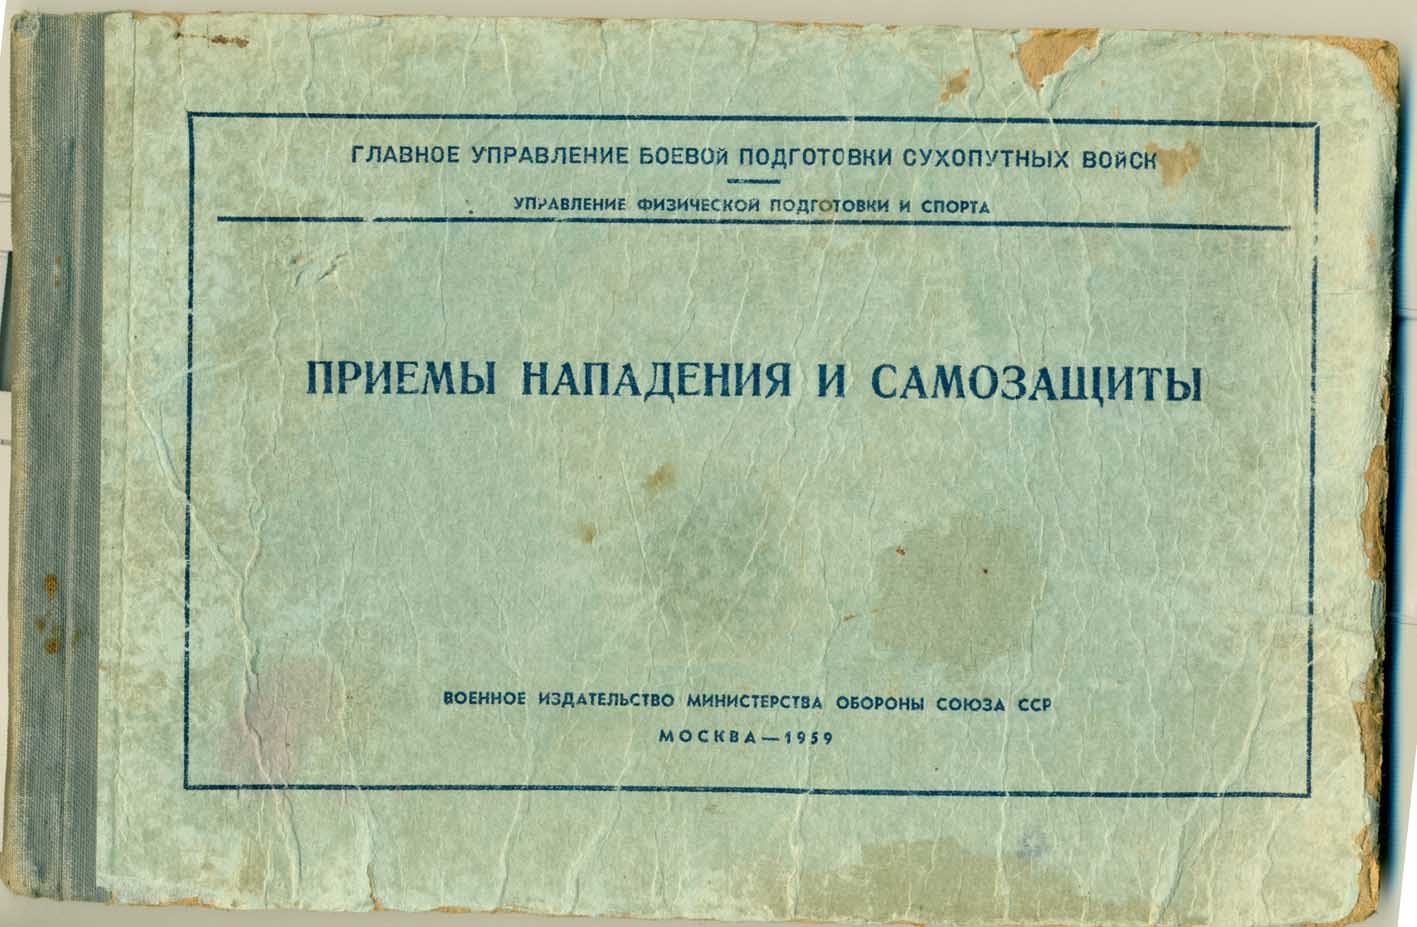 ГЛАВНОЕ УПРАВЛЕНИЕ БОЕВОЙ ПОДГОТОВКИ СУХОПУТНЫХ ВОЙСК
УПРАВЛЕНИЕ ФИЗИЧЕСКОЙ ПОДГОТОВКИ И СПОРТА
ПРИЕМЫ НАПАДЕНИЯ И САМОЗАЩИТЫ
ВОЕННОЕ ИЗДАТЕЛЬСТВО МИНИСТЕРСТВА ОБОРОНЫ СОЮЗА ССР
МОСКВА—1959